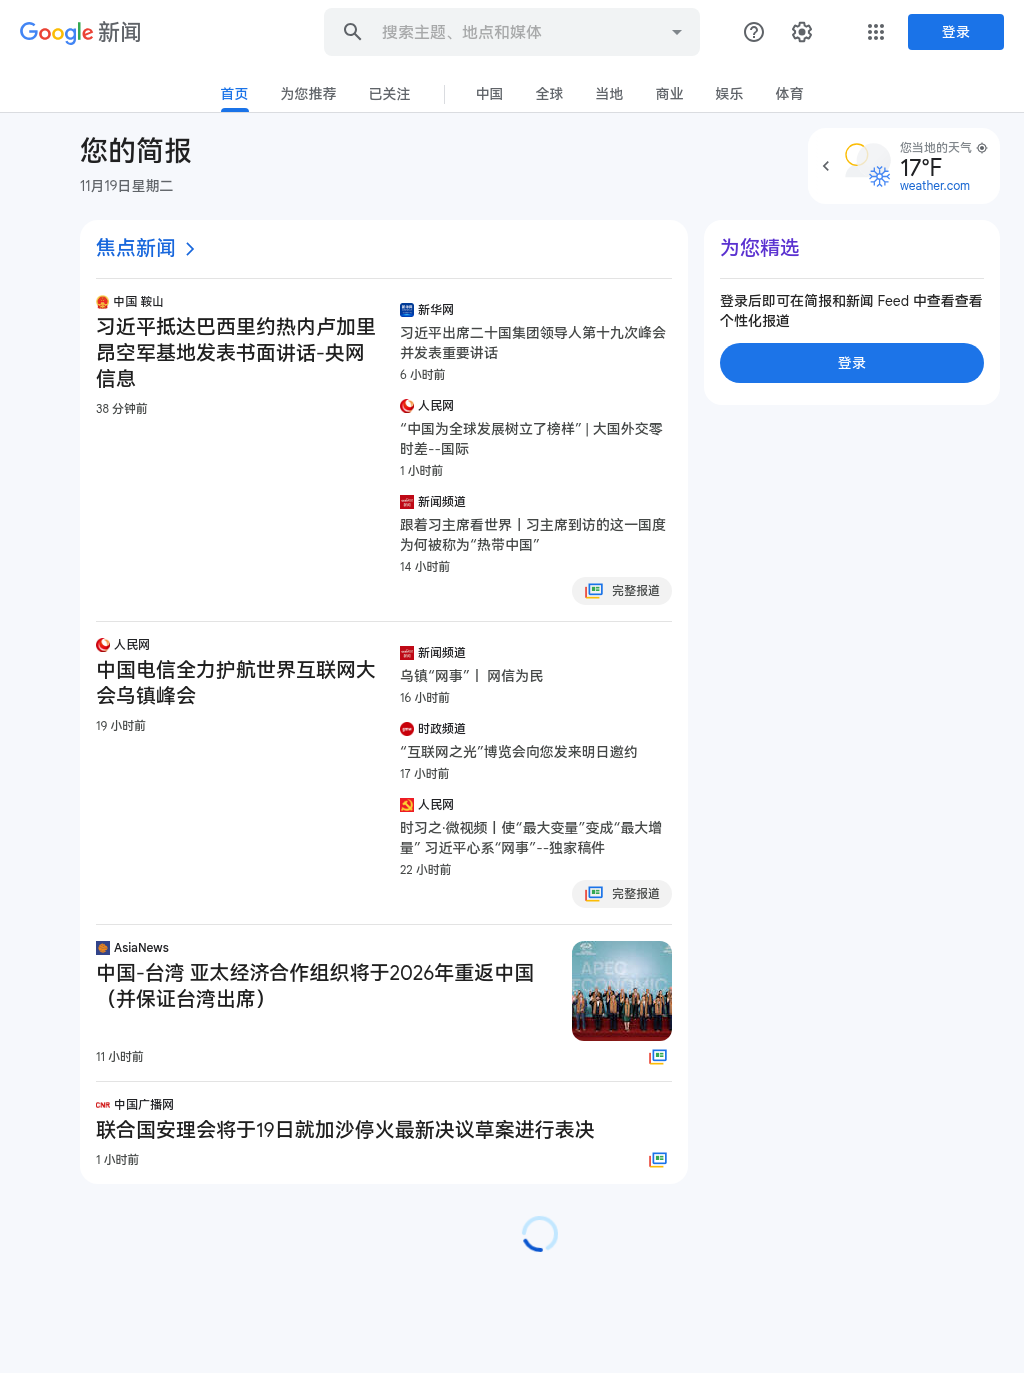 Google 新闻
搜索主题、地点和媒体
登录
首页
为您推荐
已关注
中国
全球
当地
商业
娱乐
体育
您的简报
11月19日星期二
您当地的天气
17°F
weather.com
焦点新闻
中国 鞍山
习近平抵达巴西里约热内卢加里
昂空军基地发表书面讲话-央网
信息
38 分钟前
新华网
习近平出席二十国集团领导人第十九次峰会
并发表重要讲话
6 小时前
人民网
“中国为全球发展树立了榜样” | 大国外交零
时差--国际
1 小时前
新闻频道
跟着习主席看世界丨习主席到访的这一国度
为何被称为“热带中国”
14 小时前
完整报道
人民网
中国电信全力护航世界互联网大
会乌镇峰会
19 小时前
新闻频道
乌镇“网事”丨 网信为民
16 小时前
时政频道
“互联网之光”博览会向您发来明日邀约
17 小时前
人民网
时习之·微视频丨使“最大变量”变成“最大增
量” 习近平心系“网事”--独家稿件
22 小时前
完整报道
AsiaNews
中国-台湾 亚太经济合作组织将于2026年重返中国
（并保证台湾出席）
APEC
ECONOMIC
11 小时前
CNR
中国广播网
联合国安理会将于19日就加沙停火最新决议草案进行表决
1 小时前
为您精选
登录后即可在简报和新闻 Feed 中查看查看
个性化报道
登录